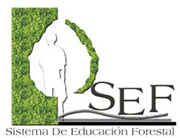 SEF
Sistema De Educación Forestal